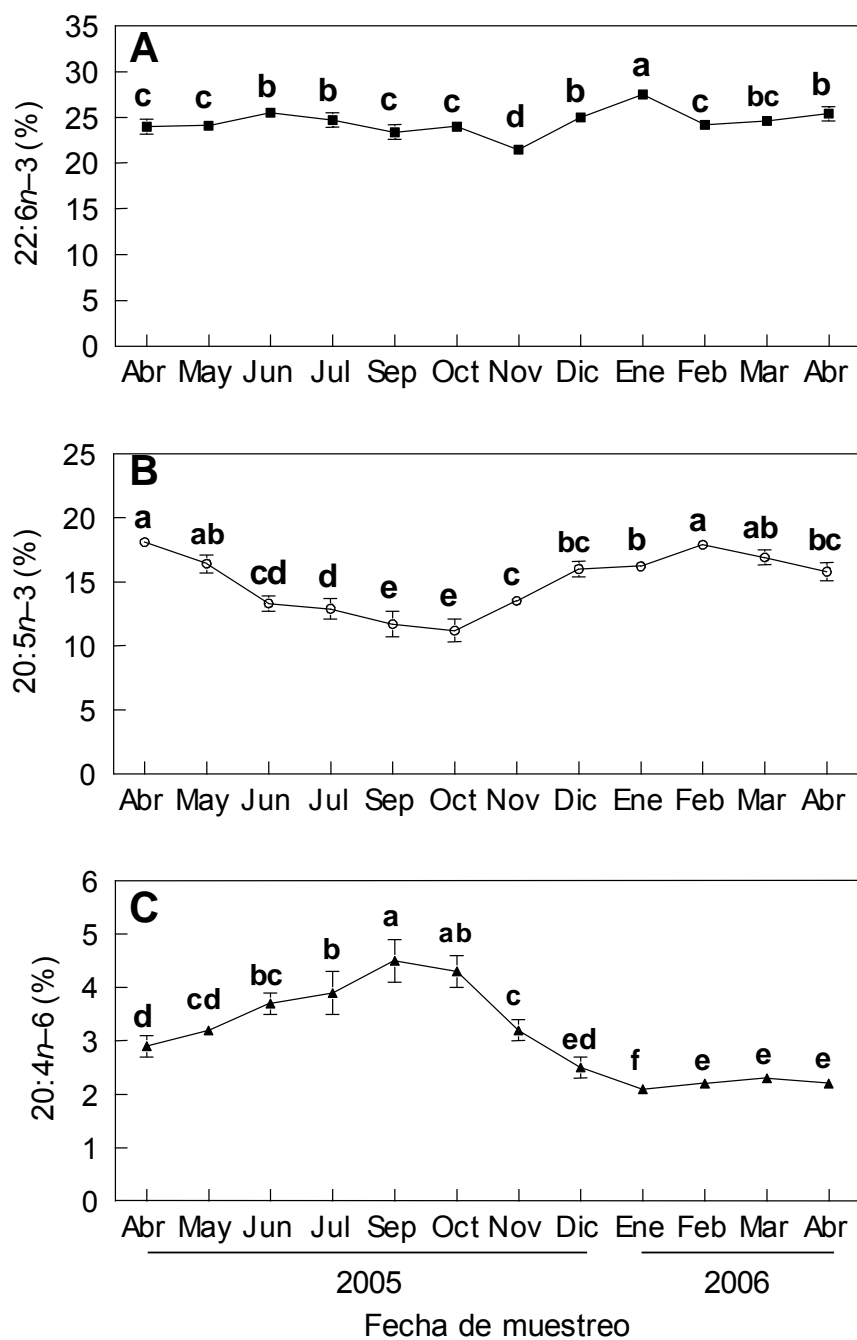 A
22:6n–3 (%)
35
30
25
20
15
10
5
0
c c b b c c d b a c bc b
Abr May Jun Jul Sep Oct Nov Dic Ene Feb Mar Abr
B
20:5n–3 (%)
25
20
15
10
5
0
a ab cd d e e c bc b a ab bc
Abr May Jun Jul Sep Oct Nov Dic Ene Feb Mar Abr
C
20:4n–6 (%)
6
5
4
3
2
1
0
d cd bc b a ab c ed f e e e
Abr May Jun Jul Sep Oct Nov Dic Ene Feb Mar Abr
2005 2006
Fecha de muestreo